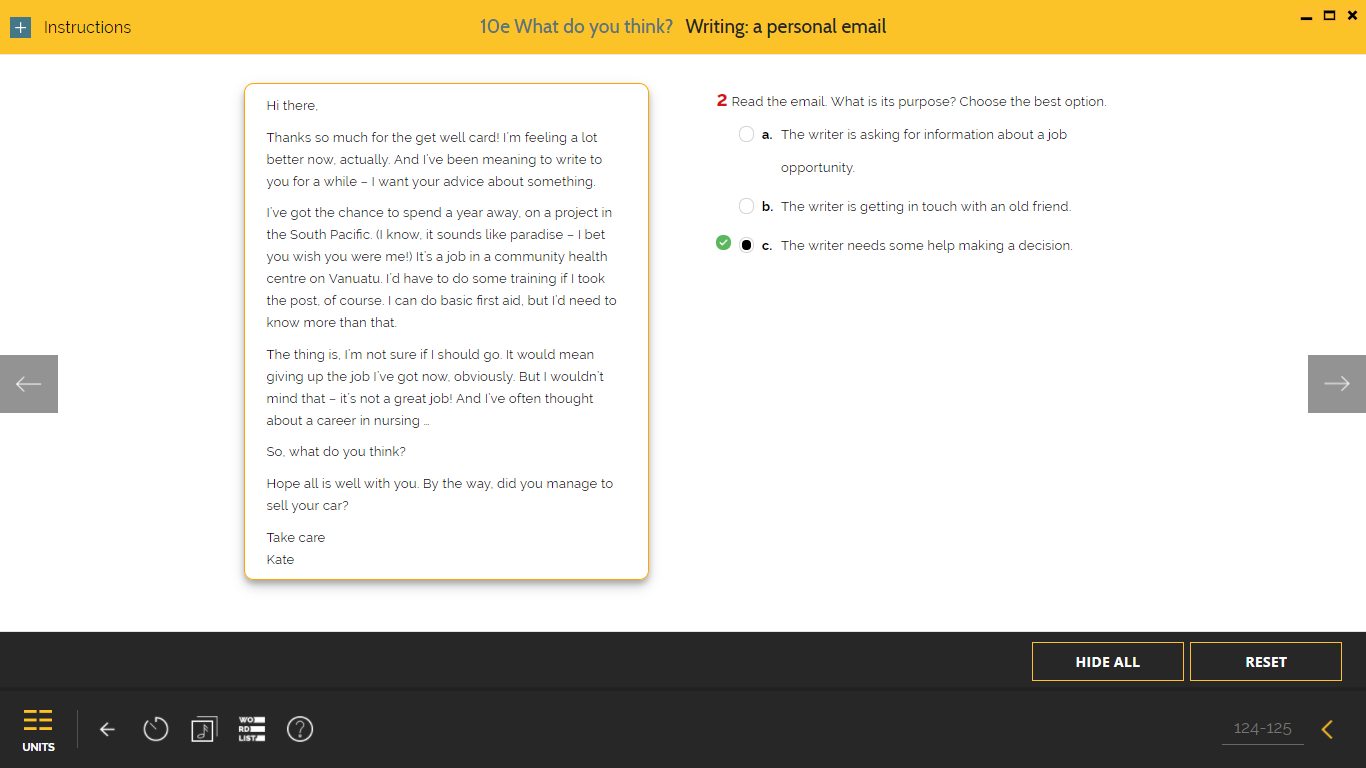 Instructions
10e What do you think? Writing: a personal email
Hi there,
Thanks so much for the get well card! I'm feeling a lot
better now, actually. And I've been meaning to write to
you for a while – I want your advice about something.
I've got the chance to spend a year away, on a project in
the South Pacific. (I know, it sounds like paradise – I bet
you wish you were me!) It's a job in a community health
centre on Vanuatu. I'd have to do some training if I took
the post, of course. I can do basic first aid, but I'd need to
know more than that.
The thing is, I'm not sure if I should go. It would mean
giving up the job I've got now, obviously. But I wouldn't
mind that – it's not a great job! And I've often thought
about a career in nursing ...
So, what do you think?
Hope all is well with you. By the way, did you manage to
sell your car?
Take care
Kate
2 Read the email. What is its purpose? Choose the best option.
a. The writer is asking for information about a job
opportunity.
b. The writer is getting in touch with an old friend.
c. The writer needs some help making a decision.
HIDE ALL
RESET
UNITS
WO
RD
LIST
?
124-125